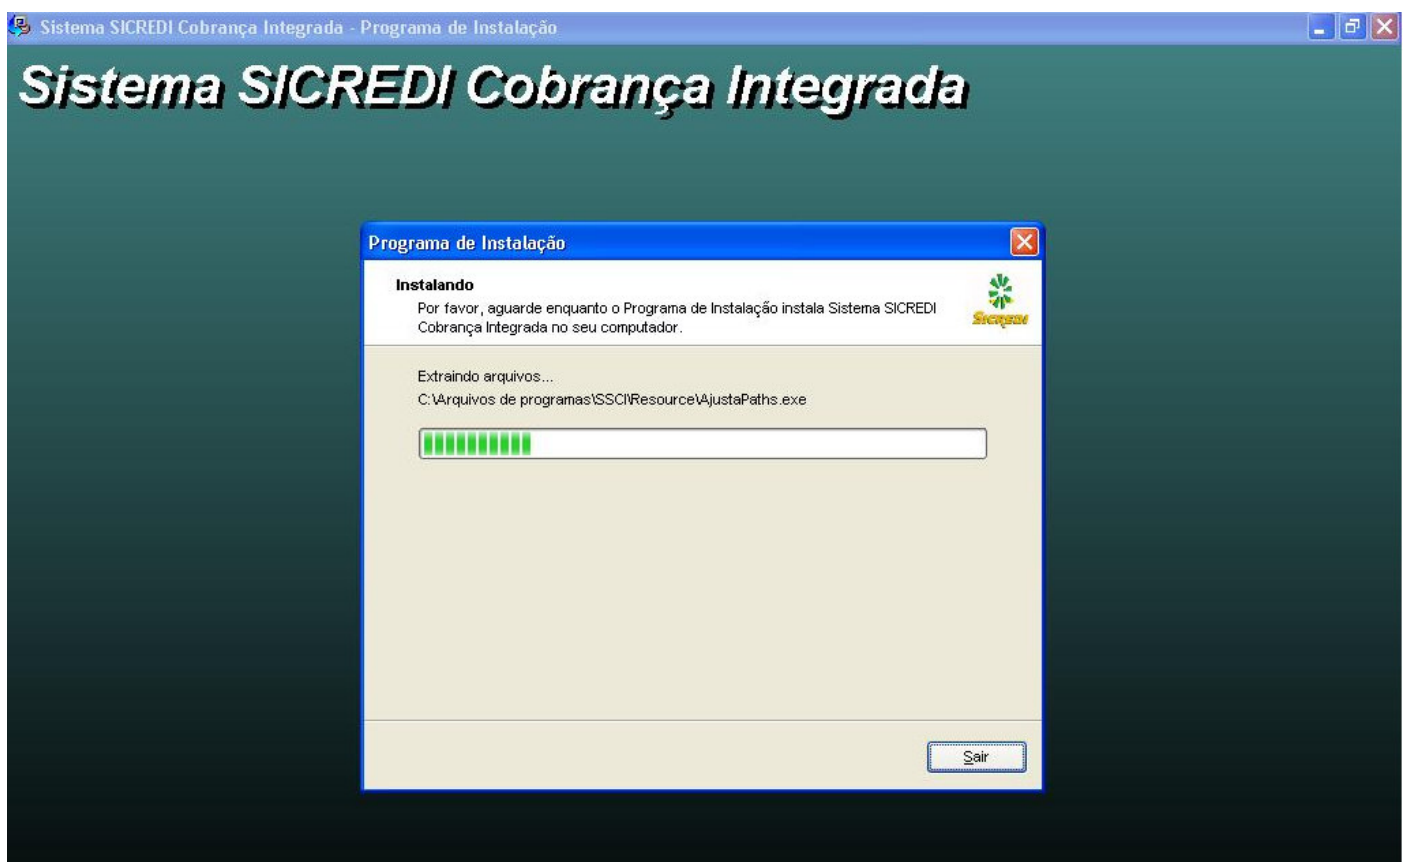 Sistema SICREDI Cobrança Integrada - Programa de Instalação
Sistema SICREDI Cobrança Integrada
Programa de Instalação
Instalando
Por favor, aguarde enquanto o Programa de Instalação instala Sistema SICREDI
Cobrança Integrada no seu computador.
SICREDI
Extraindo arquivos...
C:\Arquivos de programas\SSCI\Resource\AjustaPaths.exe
Sair